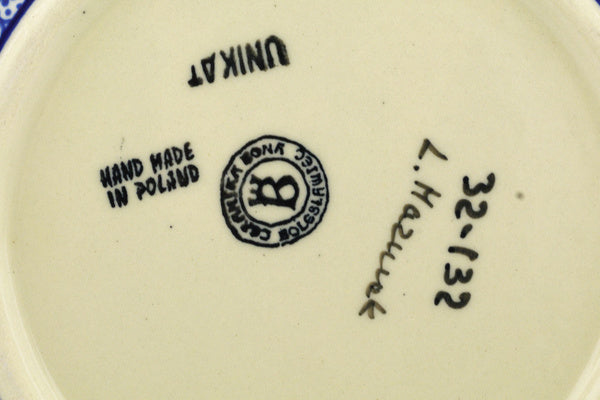 UNIKAT
HAND MADE
IN POLAND
CERAMIKA BONA BOLESŁAWIEC
B
L. Mazurek
32-132